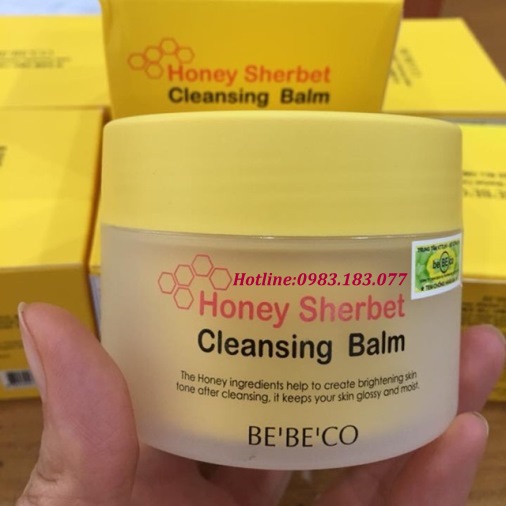 Honey Sherbet
Cleansing Balm
Hotline:0983.183.077
Honey Sherbet
Cleansing Balm
The Honey ingredients help to create brightening skin
tone after cleansing, it keeps your skin glossy and moist.
BE'BE'CO